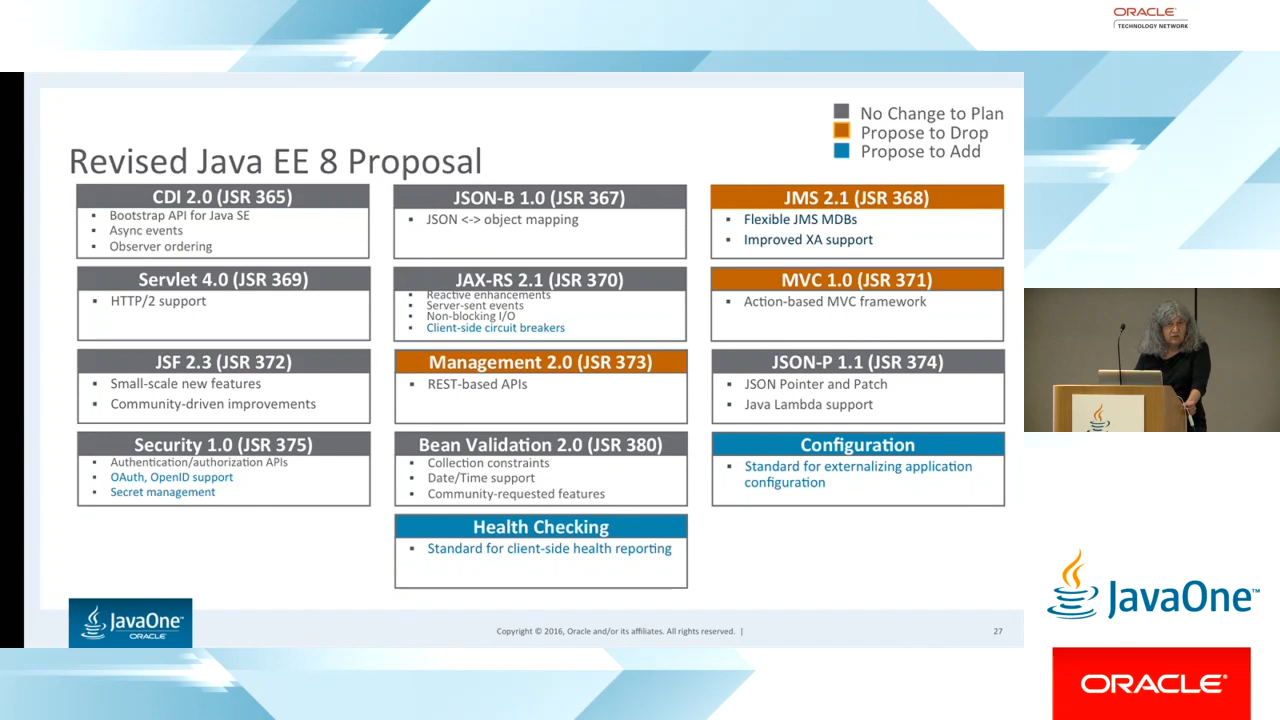 ORACLE
TECHNOLOGY NETWORK
No Change to Plan
Propose to Drop
Propose to Add
Revised Java EE 8 Proposal
CDI 2.0 (JSR 365)
Bootstrap API for Java SE
Async events
Observer ordering
JSON-B 1.0 (JSR 367)
JSON <-> object mapping
JMS 2.1 (JSR 368)
Flexible JMS MDBs
Improved XA support
Servlet 4.0 (JSR 369)
HTTP/2 support
JAX-RS 2.1 (JSR 370)
Reactive enhancements
Server-sent events
Non-blocking I/O
Client-side circuit breakers
MVC 1.0 (JSR 371)
Action-based MVC framework
JSF 2.3 (JSR 372)
Small-scale new features
Community-driven improvements
Management 2.0 (JSR 373)
REST-based APIs
JSON-P 1.1 (JSR 374)
JSON Pointer and Patch
Java Lambda support
Security 1.0 (JSR 375)
Authentication/authorization APIs
OAuth, OpenID support
Secret management
Bean Validation 2.0 (JSR 380)
Collection constraints
Date/Time support
Community-requested features
Configuration
Standard for externalizing application
configuration
Health Checking
Standard for client-side health reporting
JavaOne™
ORACLE
Copyright © 2016, Oracle and/or its affiliates. All rights reserved. |
27
JavaOne™
ORACLE®